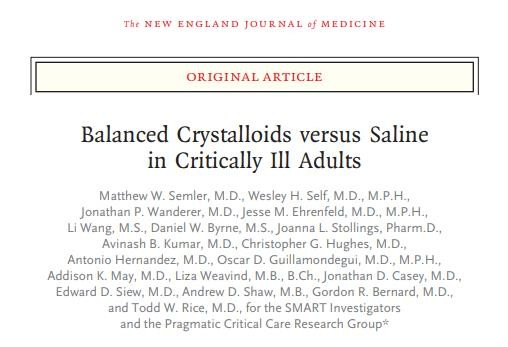 The NEW ENGLAND JOURNAL of MEDICINE
ORIGINAL ARTICLE
Balanced Crystalloids versus Saline
in Critically Ill Adults
Matthew W. Semler, M.D., Wesley H. Self, M.D., M.P.H.,
Jonathan P. Wanderer, M.D., Jesse M. Ehrenfeld, M.D., M.P.H.,
Li Wang, M.S., Daniel W. Byrne, M.S., Joanna L. Stollings, Pharm.D.,
Avinash B. Kumar, M.D., Christopher G. Hughes, M.D.,
Antonio Hernandez, M.D., Oscar D. Guillamondegui, M.D., M.P.H.,
Addison K. May, M.D., Liza Weavind, M.B., B.Ch., Jonathan D. Casey, M.D.,
Edward D. Siew, M.D., Andrew D. Shaw, M.B., Gordon R. Bernard, M.D.,
and Todd W. Rice, M.D., for the SMART Investigators
and the Pragmatic Critical Care Research Group*